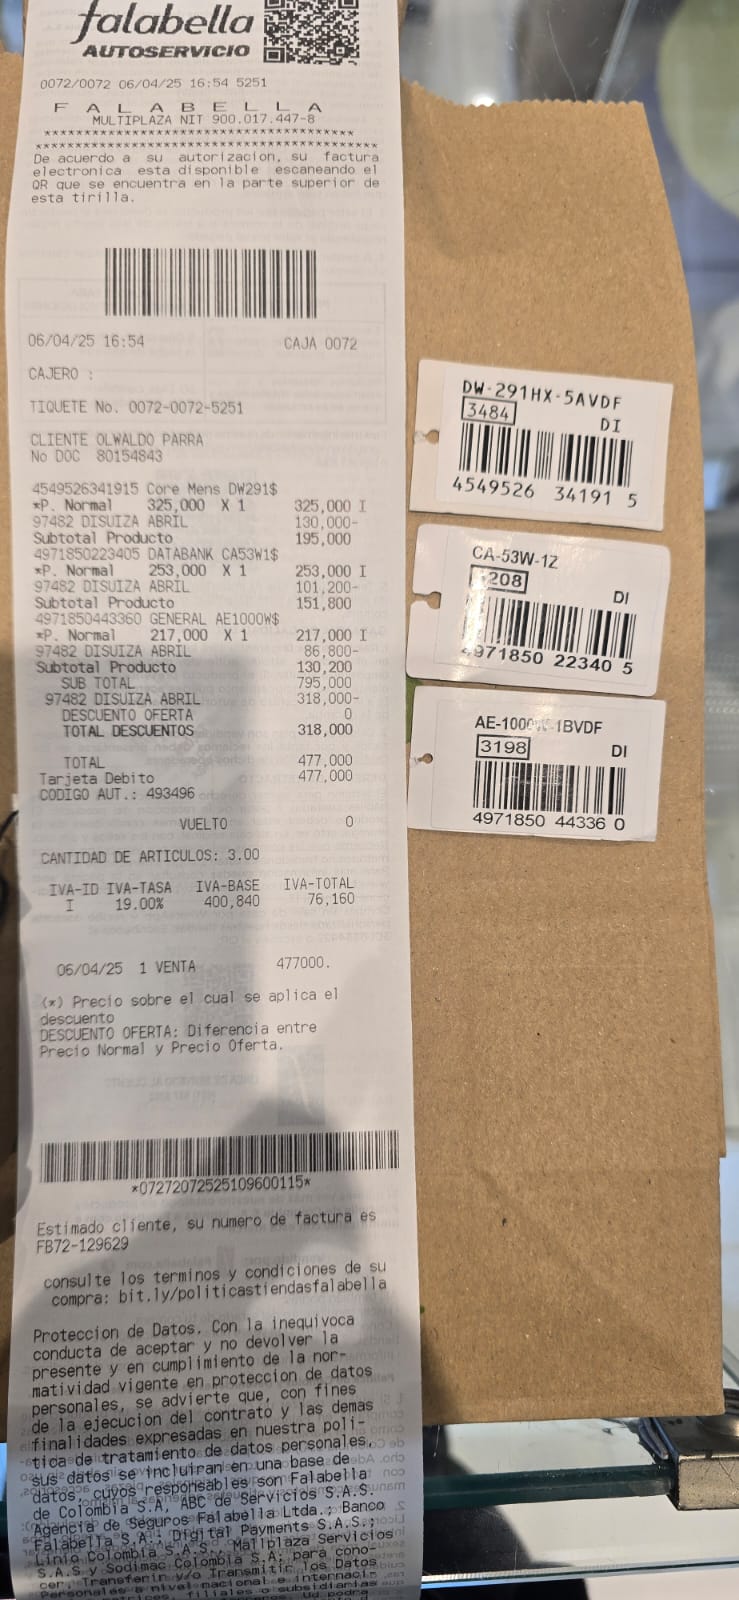 falabella
AUTOSERVICIO
0072/0072 06/04/25 16:54 5251
F A L A B E L L A
MULTIPLAZA NIT 900.017.447-8
******************************************
De acuerdo a su autorizacion, su factura
electronica esta disponible escaneando el
QR que se encuentra en la parte superior de
esta tirilla.
06/04/25 16:54 CAJA 0072
CAJERO :
TIQUETE No. 0072-0072-5251
CLIENTE OLWALDO PARRA
No DOC 80154843
4549526341915 Core Mens DW291$
*P. Normal 325,000 X 1 325,000 I
97482 DISUIZA ABRIL 130,000-
Subtotal Producto 195,000
4971850223405 DATABANK CA53W1$
*P. Normal 253,000 X 1 253,000 I
97482 DISUIZA ABRIL 101,200-
Subtotal Producto 151,800
4971850443360 GENERAL AE1000W$
*P. Normal 217,000 X 1 217,000 I
97482 DISUIZA ABRIL 86,800-
Subtotal Producto 130,200
SUB TOTAL 795,000
97482 DISUIZA ABRIL 318,000-
DESCUENTO OFERTA 0
TOTAL DESCUENTOS 318,000
TOTAL 477,000
Tarjeta Debito 477,000
CODIGO AUT.: 493496
VUELTO 0
CANTIDAD DE ARTICULOS: 3.00
IVA-ID IVA-TASA IVA-BASE IVA-TOTAL
I 19.00% 400,840 76,160
06/04/25 1 VENTA 477000.
(*) Precio sobre el cual se aplica el
descuento
DESCUENTO OFERTA: Diferencia entre
Precio Normal y Precio Oferta.
*07272072525109600115*
Estimado cliente, su numero de factura es
FB72-129629
consulte los terminos y condiciones de su
compra: bit.ly/politicastiendasfalabella
Proteccion de Datos. Con la inequivoca
conducta de aceptar y no devolver la
presente y en cumplimiento de la nor-
matividad vigente en proteccion de datos
personales, se advierte que, con fines
de la ejecucion del contrato y las demas
finalidades expresadas en nuestra poli-
tica de tratamiento de datos personales,
sus datos se incluiran en una base de
datos, cuyos responsables son Falabella
de Colombia S.A, ABC de Servicios S.A.S.
Agencia de Seguros Falabella Ltda.; Banco
Falabella S.A.; Digital Payments S.A.S.;
Linio Colombia S.A.S., Mallplaza Servicios
S.A.S y Sodimac Colombia S.A; para cono-
cer, Transferir y/o Transmitir los Datos
Personales a nivel nacional e internaci-
filiales o subsidiarias
DW-291HX-5AVDF
3484 DI
4549526 34191 5
CA-53W-1Z
208 DI
4971850 22340 5
AE-1000W-1BVDF
3198 DI
4971850 44336 0